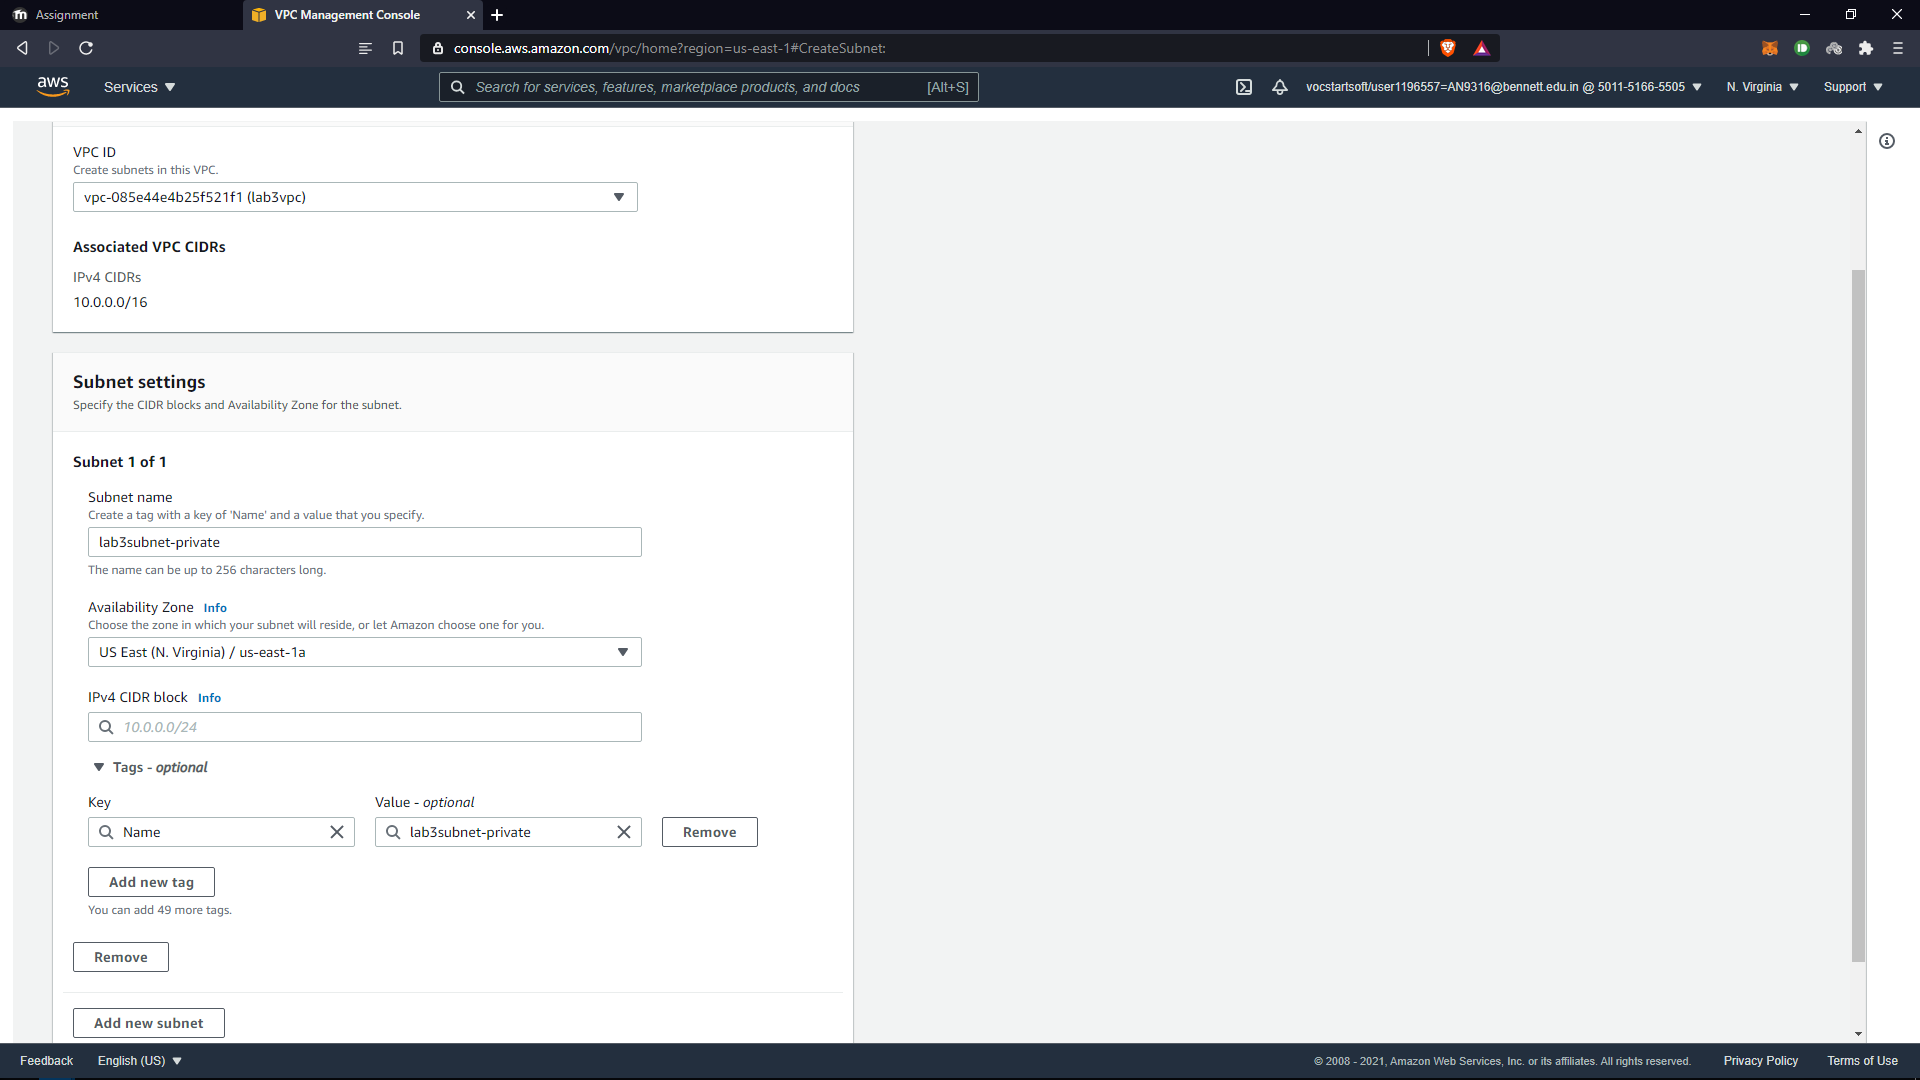 Assignment
VPC Management Console
console.aws.amazon.com/vpc/home?region=us-east-1#CreateSubnet:
aws
Services
Search for services, features, marketplace products, and docs [Alt+S]
vocstartsoft/user1196557=AN9316@bennett.edu.in @ 5011-5166-5505
N. Virginia
Support
VPC ID
Create subnets in this VPC.
vpc-085e44e4b25f521f1 (lab3vpc)
Associated VPC CIDRs
IPv4 CIDRs
10.0.0.0/16
Subnet settings
Specify the CIDR blocks and Availability Zone for the subnet.
Subnet 1 of 1
Subnet name
Create a tag with a key of 'Name' and a value that you specify.
lab3subnet-private
The name can be up to 256 characters long.
Availability Zone Info
Choose the zone in which your subnet will reside, or let Amazon choose one for you.
US East (N. Virginia) / us-east-1a
IPv4 CIDR block Info
10.0.0.0/24
Tags - optional
Key
Value - optional
Name
lab3subnet-private
Remove
Add new tag
You can add 49 more tags.
Remove
Add new subnet
Feedback
English (US)
© 2008 - 2021, Amazon Web Services, Inc. or its affiliates. All rights reserved.
Privacy Policy
Terms of Use